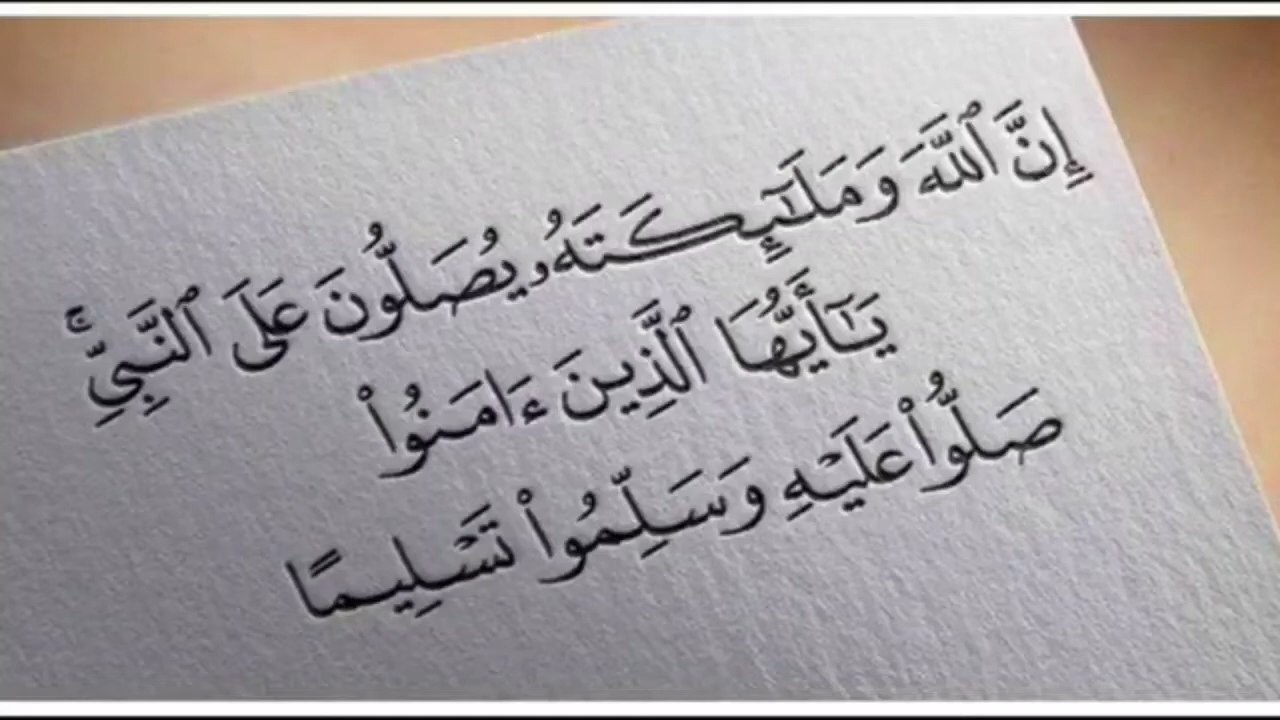 إِنَّ ٱللَّهَ وَمَلَـٰٓئِكَتَهُۥ يُصَلُّونَ عَلَى ٱلنَّبِيِّۚ
يَـٰٓأَيُّهَا ٱلَّذِينَ ءَامَنُوا۟
صَلُّوا۟ عَلَيْهِ وَسَلِّمُوا۟ تَسْلِيمًا